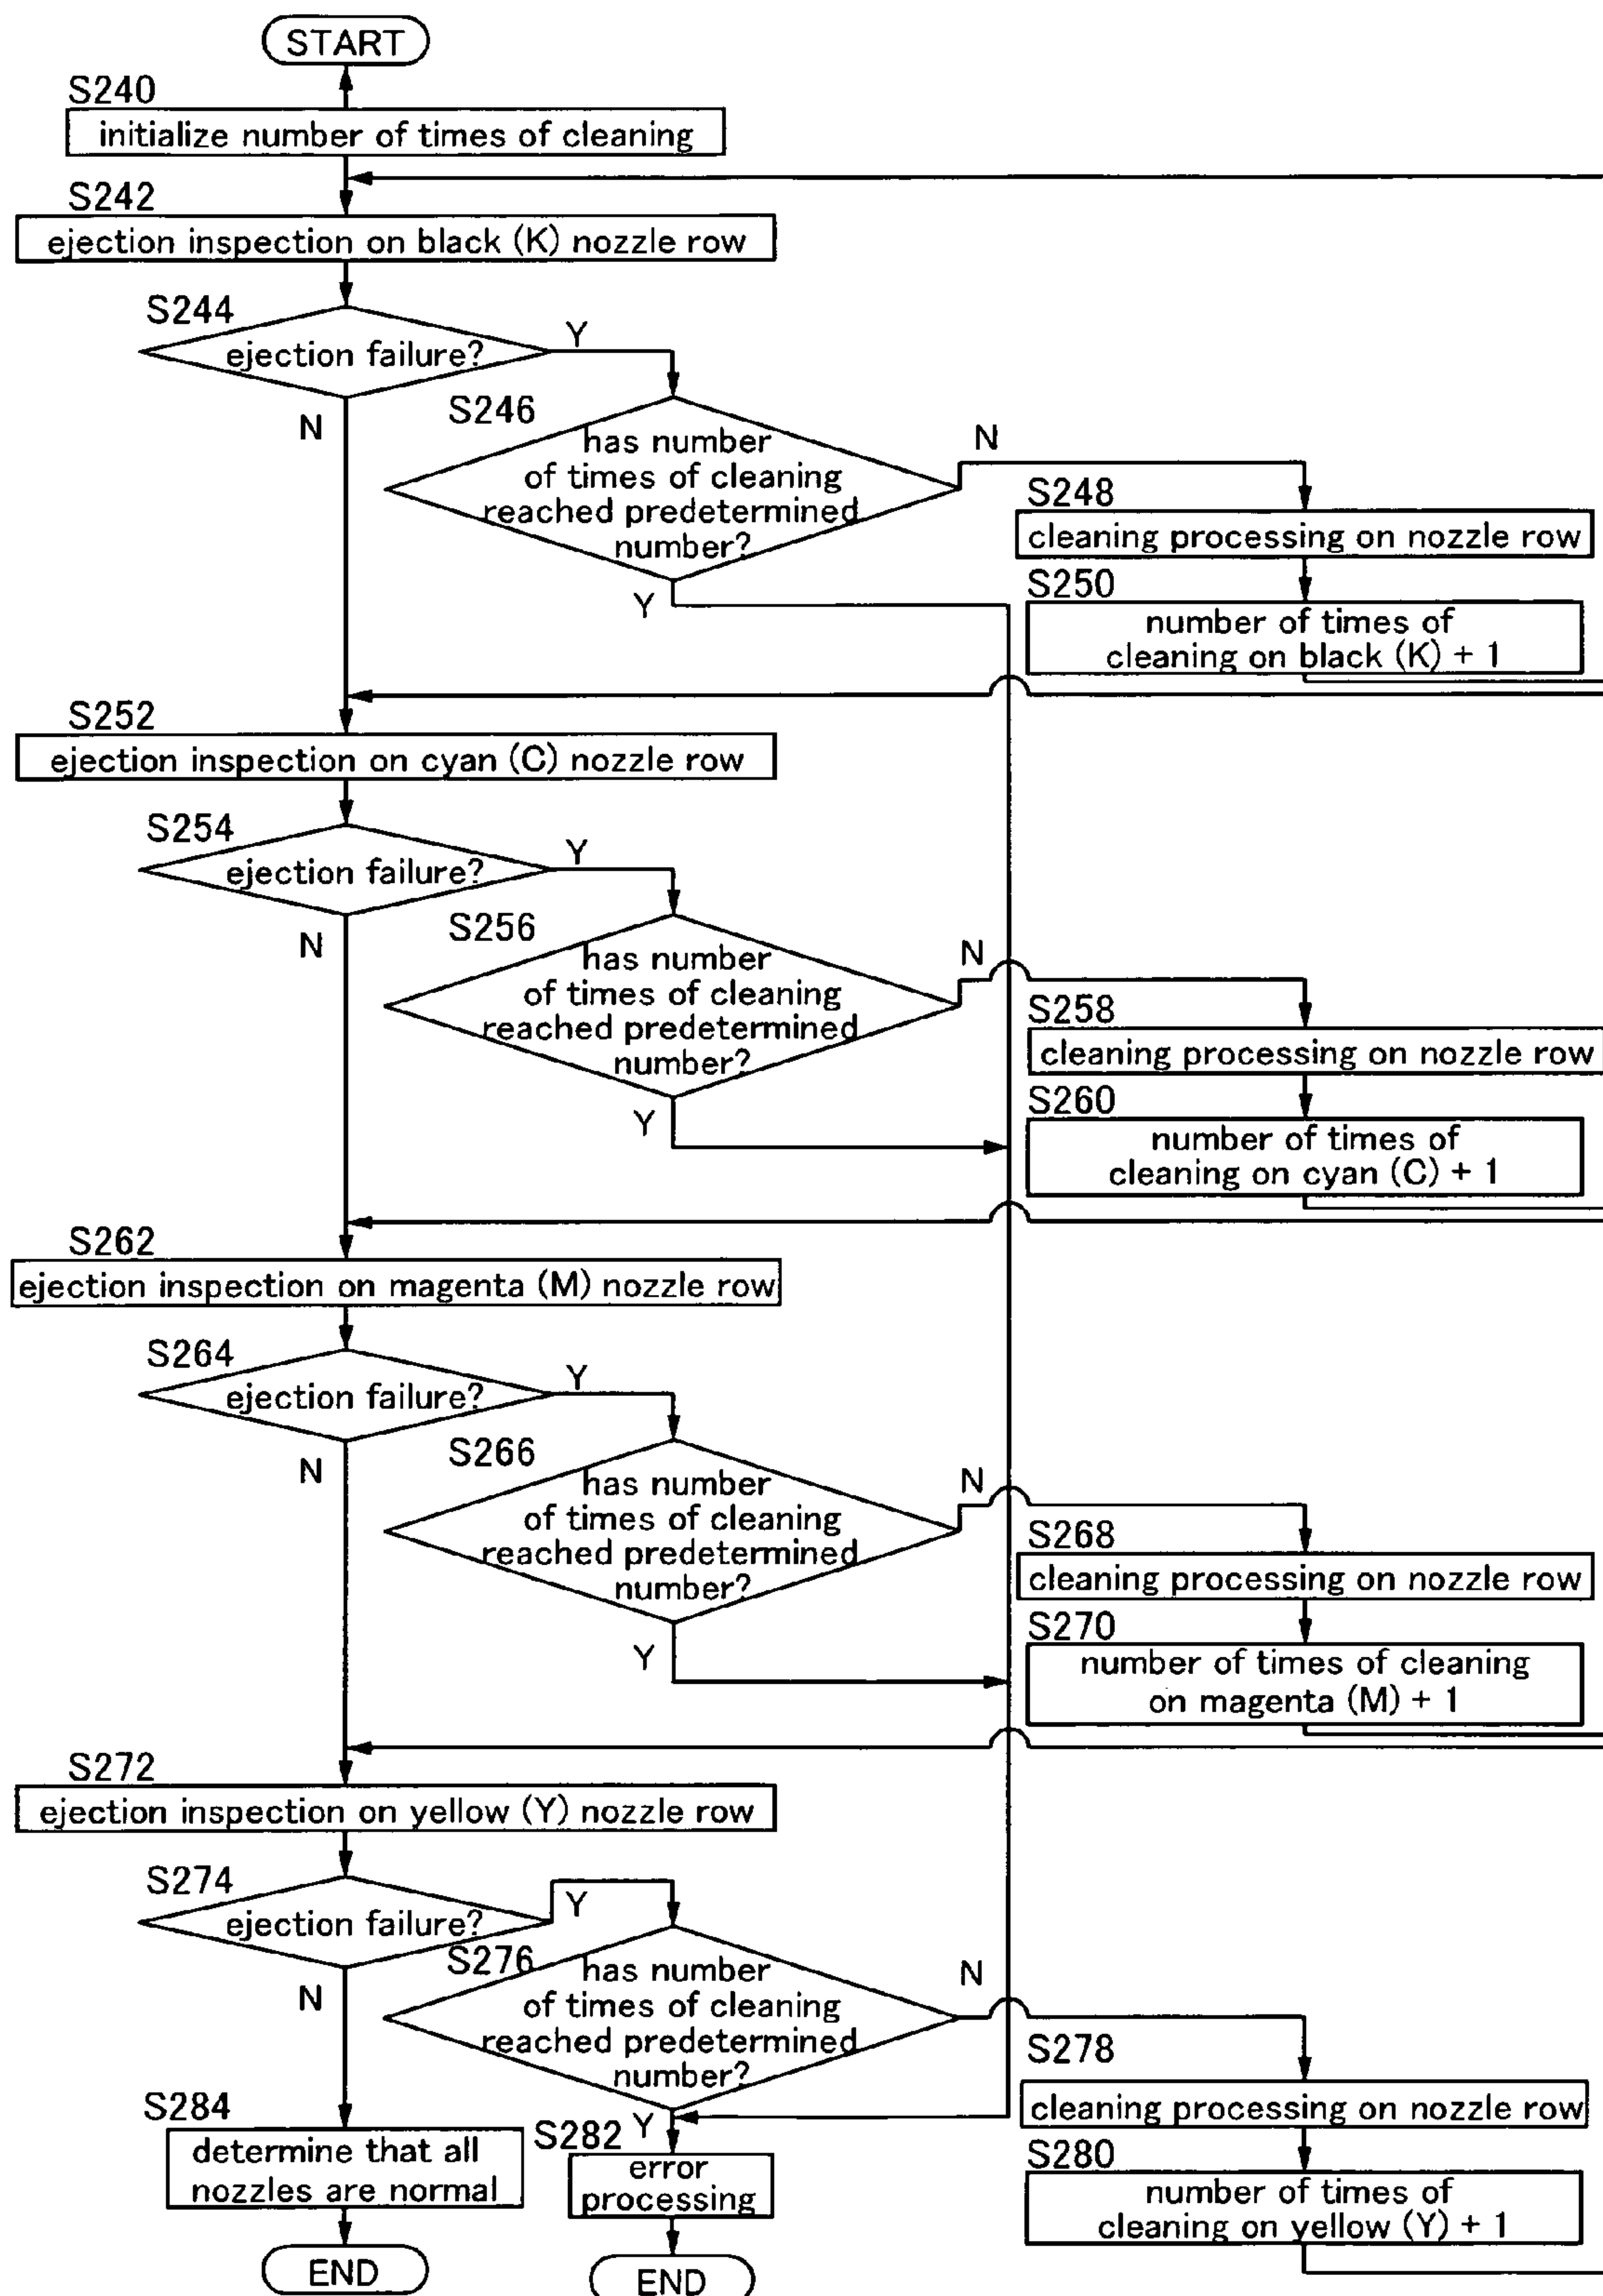 START
S240
initialize number of times of cleaning
S242
ejection inspection on black (K) nozzle row
S244
ejection failure?
Y
N
S246
has number
of times of cleaning
reached predetermined
number?
N
Y
S248
cleaning processing on nozzle row
S250
number of times of
cleaning on black (K) + 1
S252
ejection inspection on cyan (C) nozzle row
S254
ejection failure?
Y
N
S256
has number
of times of cleaning
reached predetermined
number?
N
Y
S258
cleaning processing on nozzle row
S260
number of times of
cleaning on cyan (C) + 1
S262
ejection inspection on magenta (M) nozzle row
S264
ejection failure?
Y
N
S266
has number
of times of cleaning
reached predetermined
number?
N
Y
S268
cleaning processing on nozzle row
S270
number of times of cleaning
on magenta (M) + 1
S272
ejection inspection on yellow (Y) nozzle row
S274
ejection failure?
Y
N
S276
has number
of times of cleaning
reached predetermined
number?
N
Y
S278
cleaning processing on nozzle row
S280
number of times of
cleaning on yellow (Y) + 1
S284
determine that all
nozzles are normal
END
S282
error
processing
END